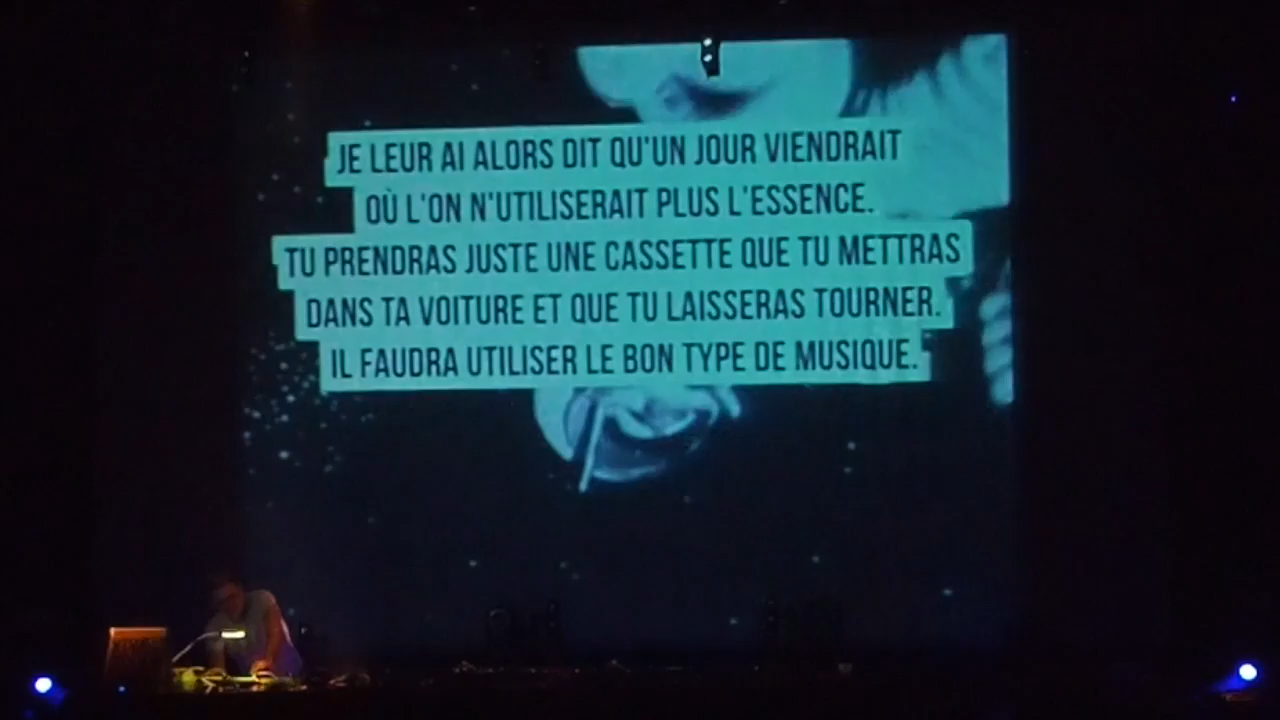 JE LEUR AI ALORS DIT QU'UN JOUR VIENDRAIT
OÙ L'ON N'UTILISERAIT PLUS L'ESSENCE.
TU PRENDRAS JUSTE UNE CASSETTE QUE TU METTRAS
DANS TA VOITURE ET QUE TU LAISSERAS TOURNER.
IL FAUDRA UTILISER LE BON TYPE DE MUSIQUE.